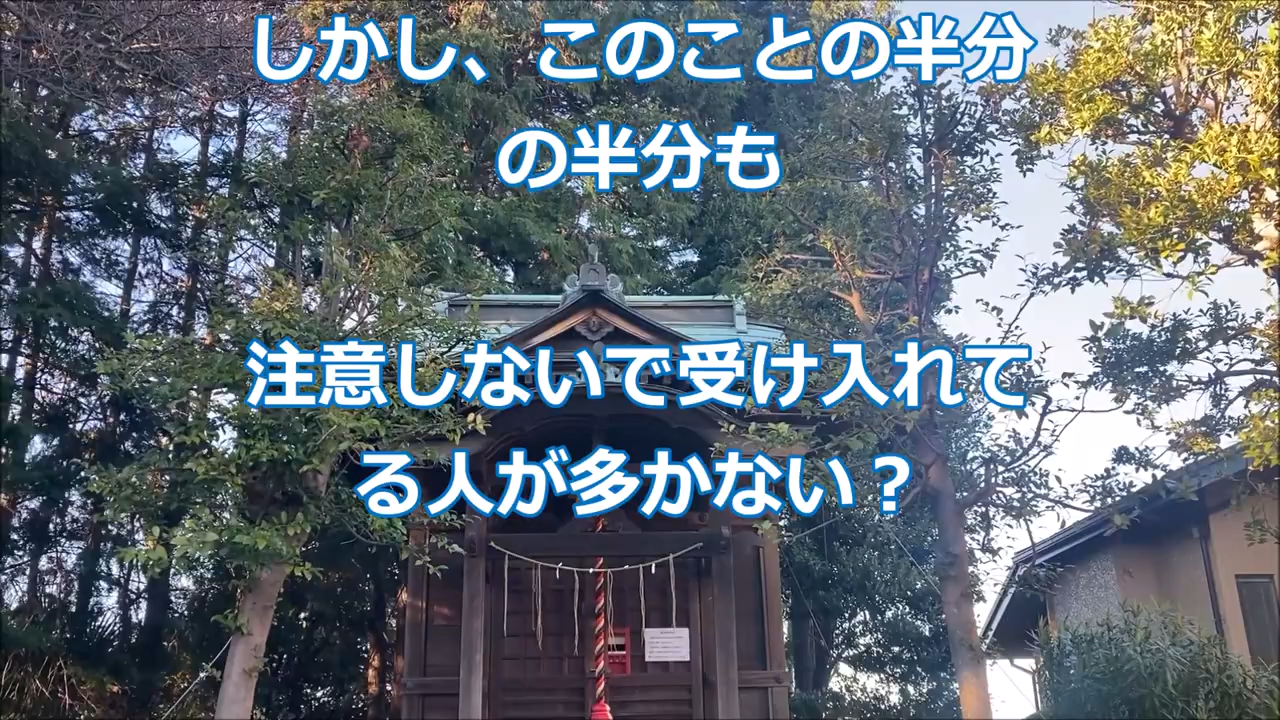 しかし、このことの半分
の半分も
注意しないで受け入れて
る人が多かない？